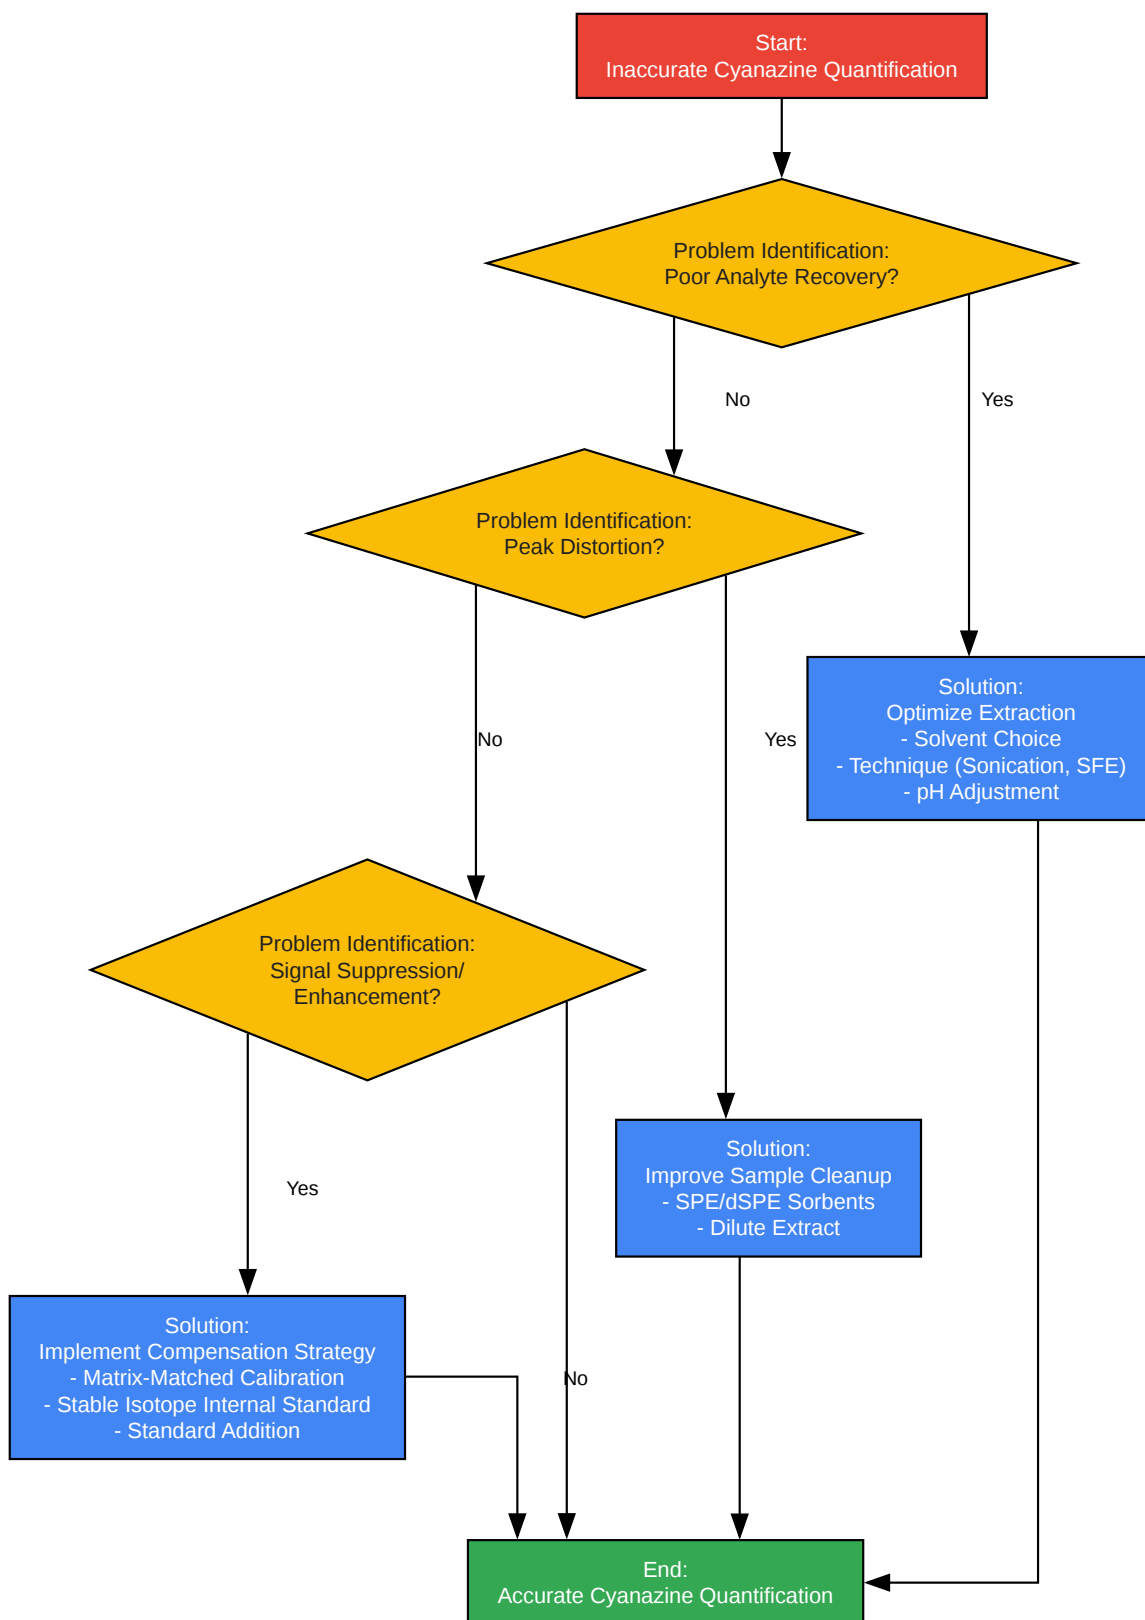 Start:
Inaccurate Cyanazine Quantification
Problem Identification:
Poor Analyte Recovery?
No
Yes
Problem Identification:
Peak Distortion?
Solution:
Optimize Extraction
- Solvent Choice
- Technique (Sonication, SFE)
- pH Adjustment
No
Yes
Problem Identification:
Signal Suppression/
Enhancement?
Solution:
Improve Sample Cleanup
- SPE/dSPE Sorbents
- Dilute Extract
Yes
Solution:
Implement Compensation Strategy
- Matrix-Matched Calibration
- Stable Isotope Internal Standard
- Standard Addition
No
End:
Accurate Cyanazine Quantification